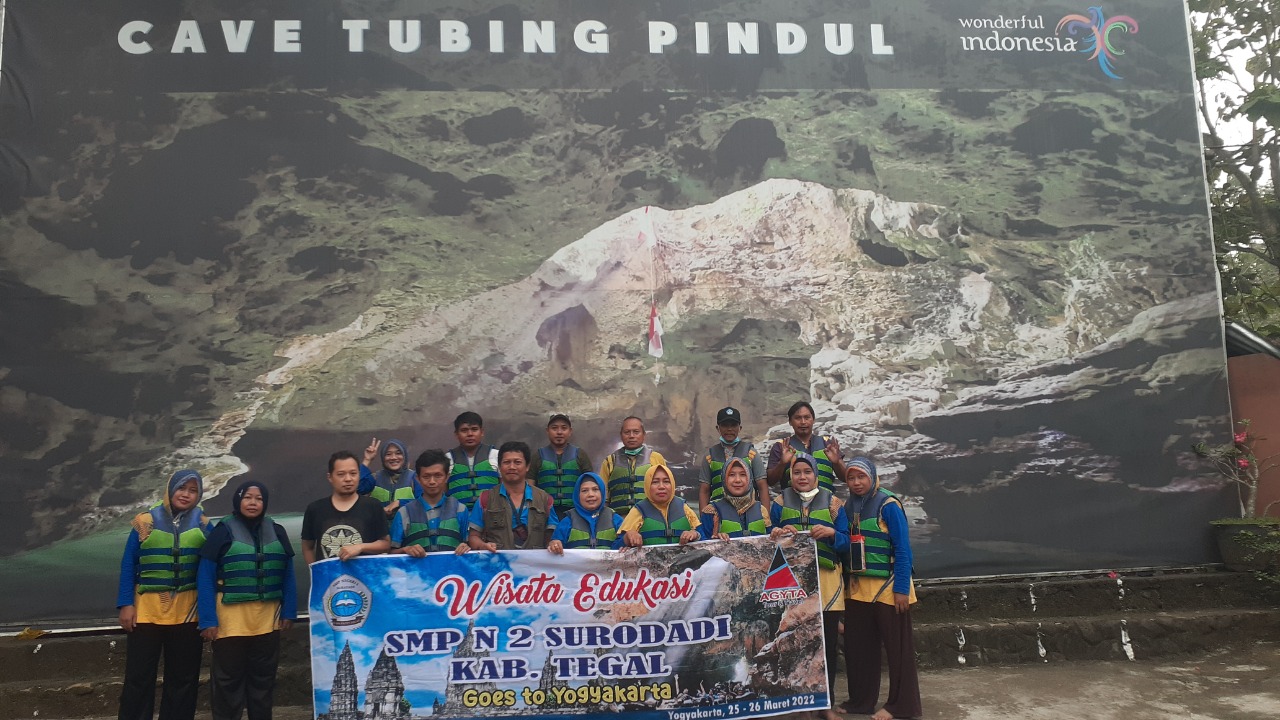 CAVE TUBING PINDUL
wonderful
indonesia
Wisata Edukasi
AGYTA
SMP N 2 SURODADI
KAB. TEGAL
Goes to Yogyakarta
Yogyakarta, 25 - 26 Maret 2022